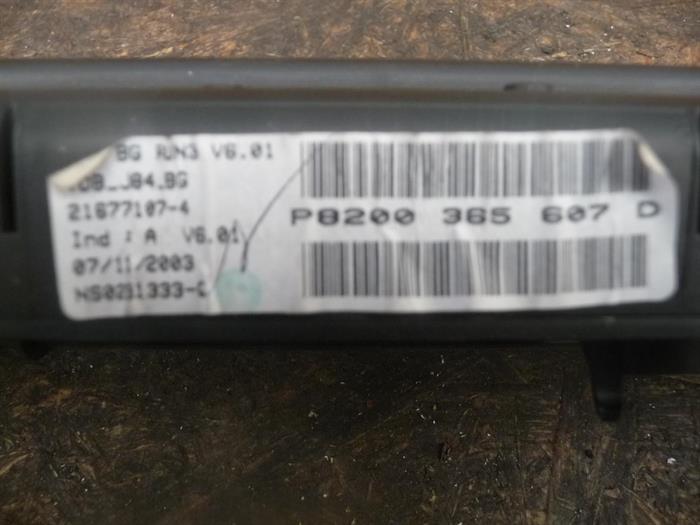 BG RUN3 V6.01
21677107-4
Ind : A V6.01
07/11/2003
P8200 365 607 D